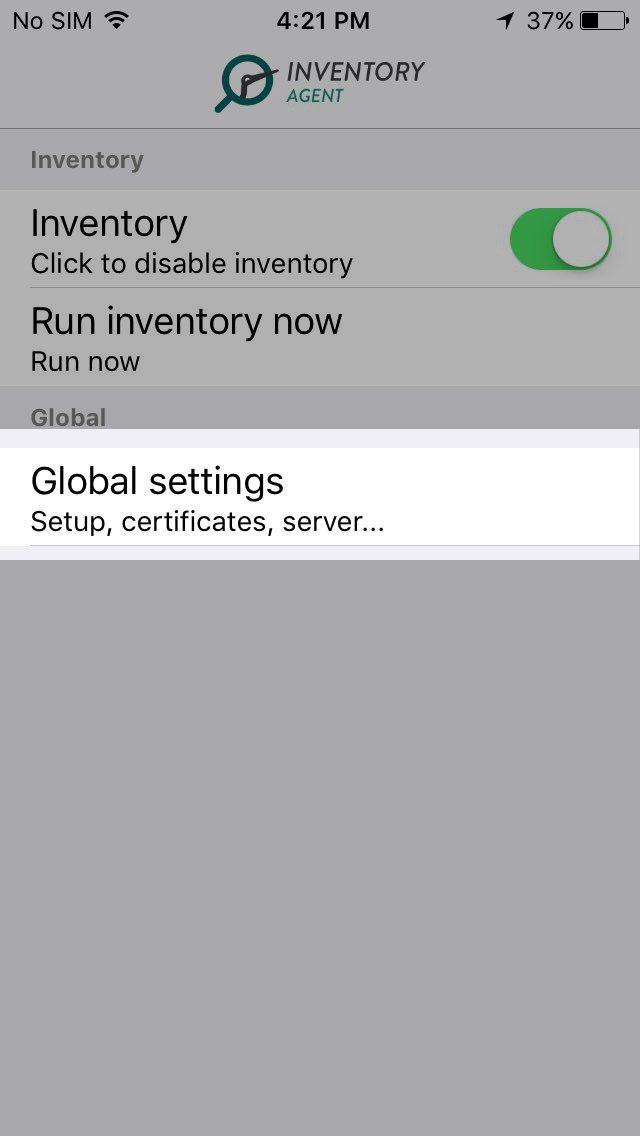 No SIM 4:21 PM 37%
INVENTORY
AGENT
Inventory
Inventory
Click to disable inventory
Run inventory now
Run now
Global
Global settings
Setup, certificates, server...